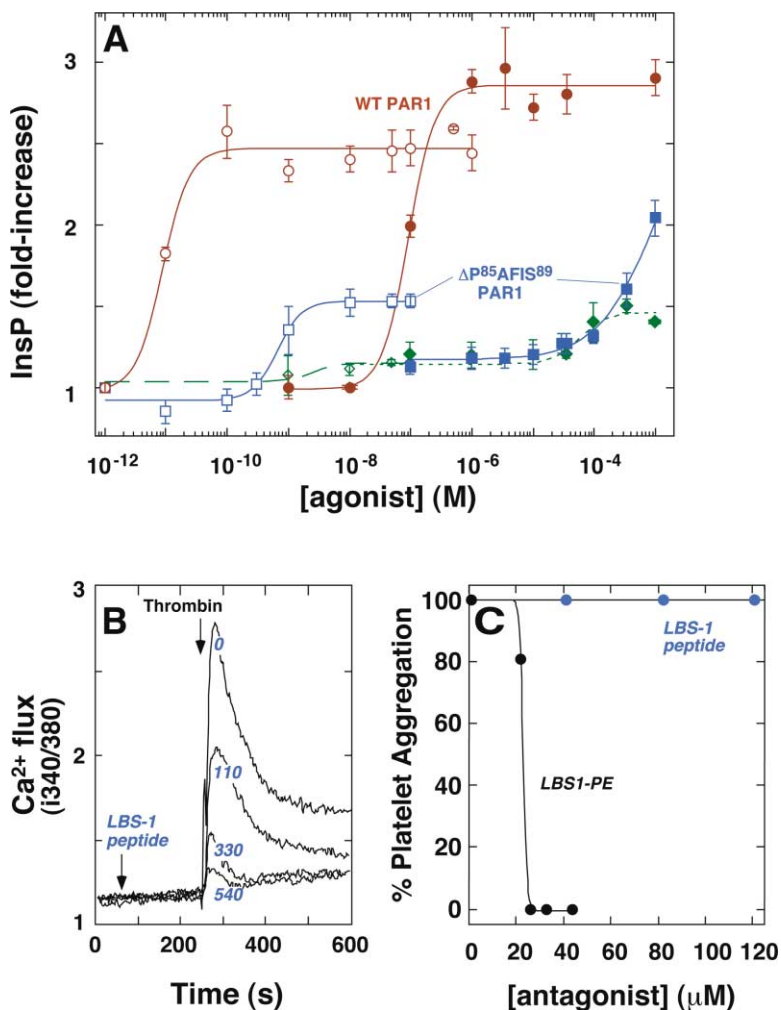 A
InsP (fold-increase)
3
2
1
WT PAR1
ΔP⁸⁵AFIS⁸⁹
PAR1
10⁻¹² 10⁻¹⁰ 10⁻⁸ 10⁻⁶ 10⁻⁴
[agonist] (M)
B
Ca²⁺ flux
(i340/380)
3
2
1
Thrombin
0
110
330
540
LBS-1
peptide
0 200 400 600
Time (s)
C
% Platelet Aggregation
100
80
60
40
20
0
LBS-1
peptide
LBS1-PE
0 20 40 60 80 100 120
[antagonist] (μM)